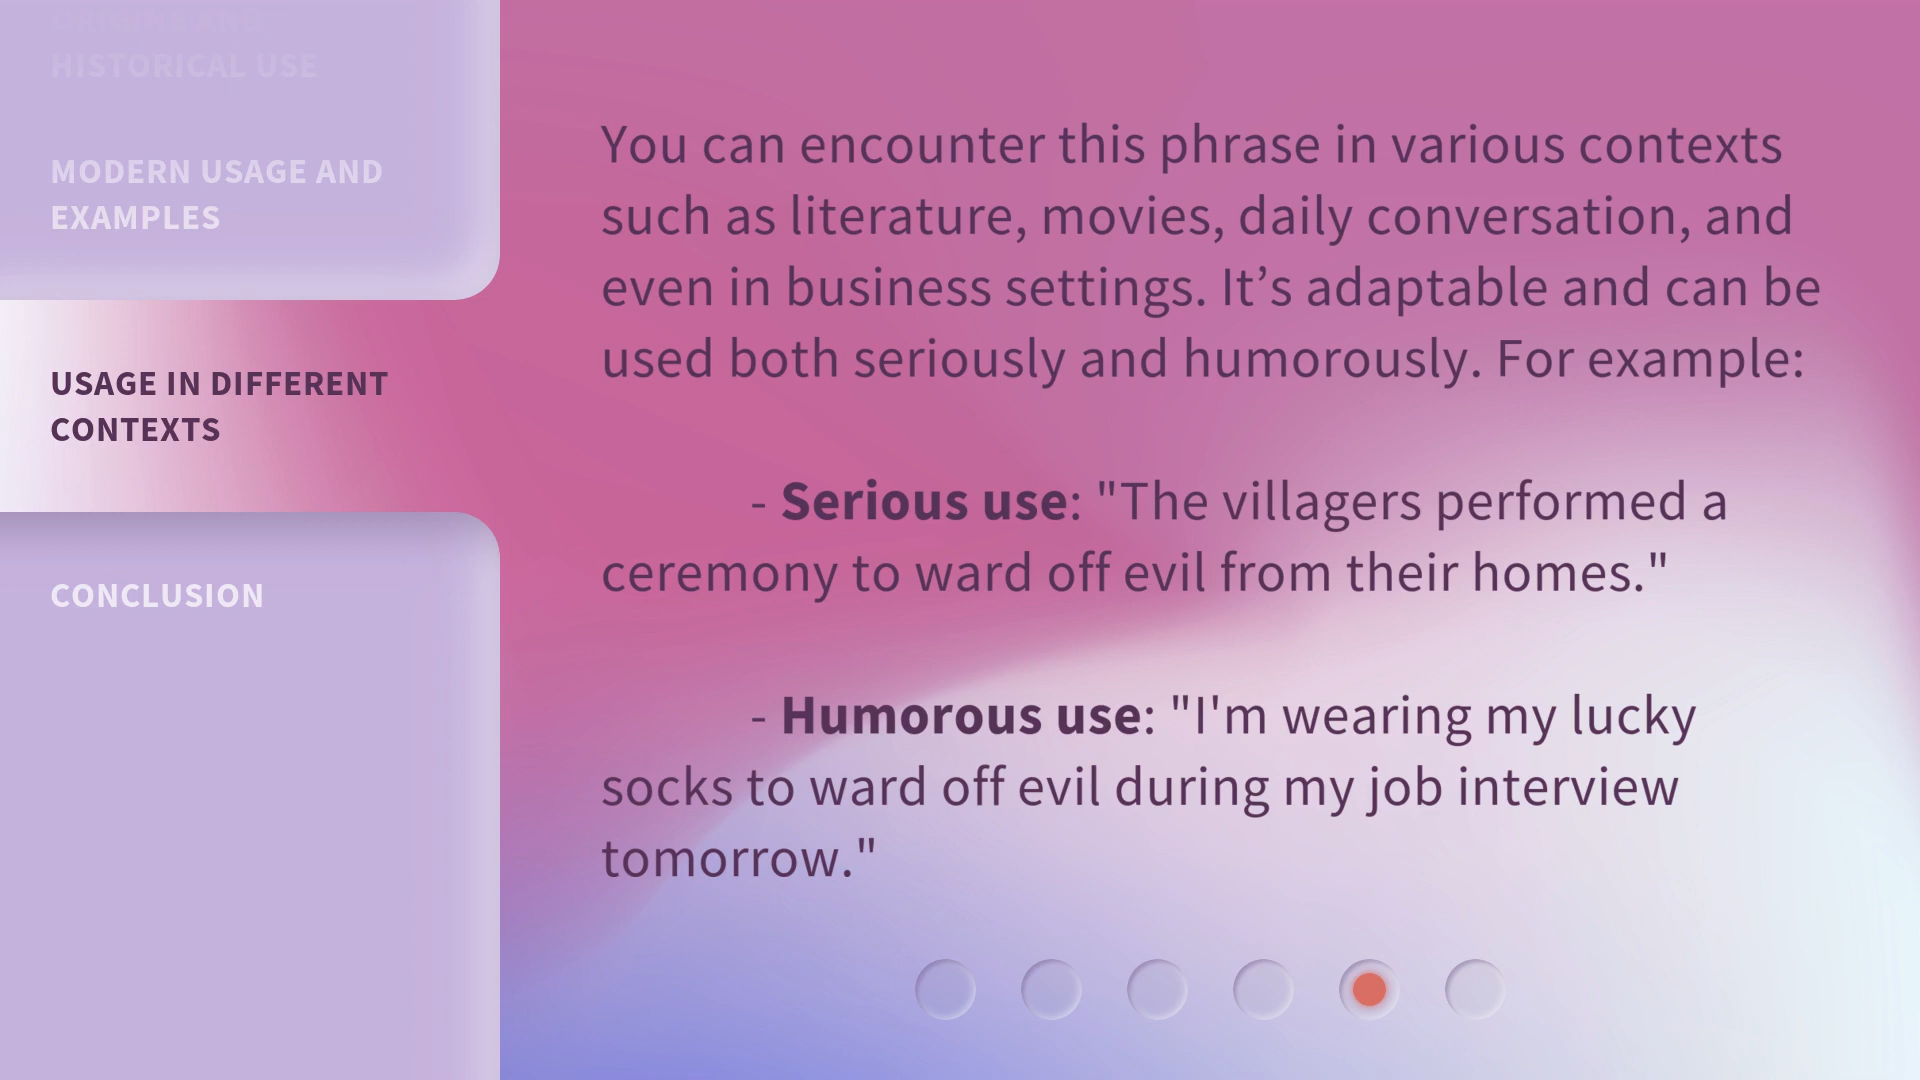 HISTORICAL USE
MODERN USAGE AND
EXAMPLES
USAGE IN DIFFERENT
CONTEXTS
CONCLUSION
You can encounter this phrase in various contexts
such as literature, movies, daily conversation, and
even in business settings. It’s adaptable and can be
used both seriously and humorously. For example:
- Serious use: "The villagers performed a
ceremony to ward off evil from their homes."
- Humorous use: "I'm wearing my lucky
socks to ward off evil during my job interview
tomorrow."